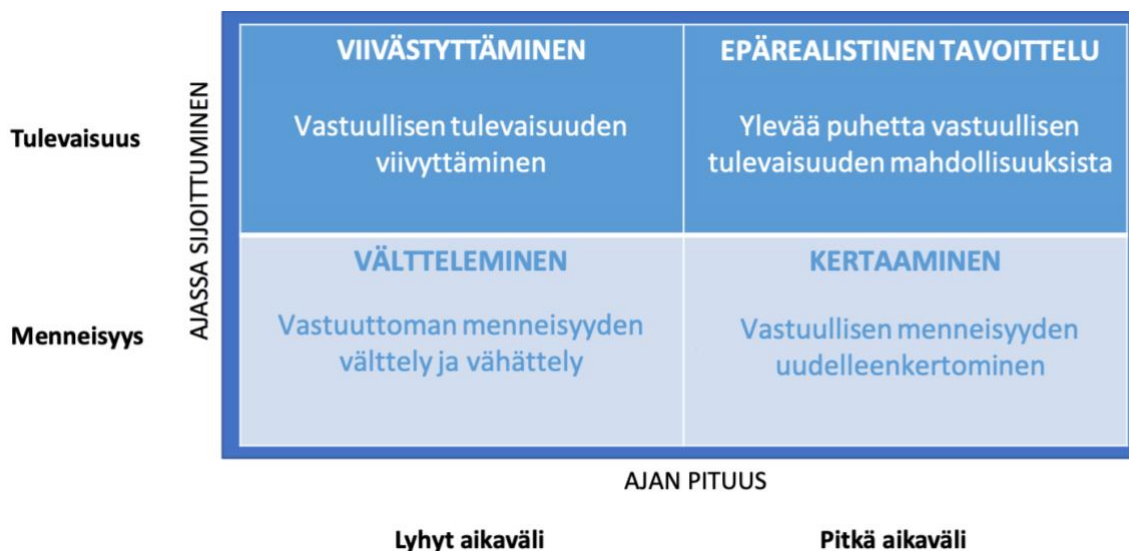 VIIVÄSTYTTÄMINEN
Vastuullisen tulevaisuuden
viivyttäminen
EPÄREALISTINEN TAVOITTELU
Ylevää puhetta vastuullisen
tulevaisuuden mahdollisuuksista
Tulevaisuus
AJASSA SIJOITTUMINEN
VÄLTTELEMINEN
Vastuuttoman menneisyyden
välttely ja vähättely
KERTAAMINEN
Vastuullisen menneisyyden
uudelleenkertominen
Menneisyys
AJAN PITUUS
Lyhyt aikaväli
Pitkä aikaväli